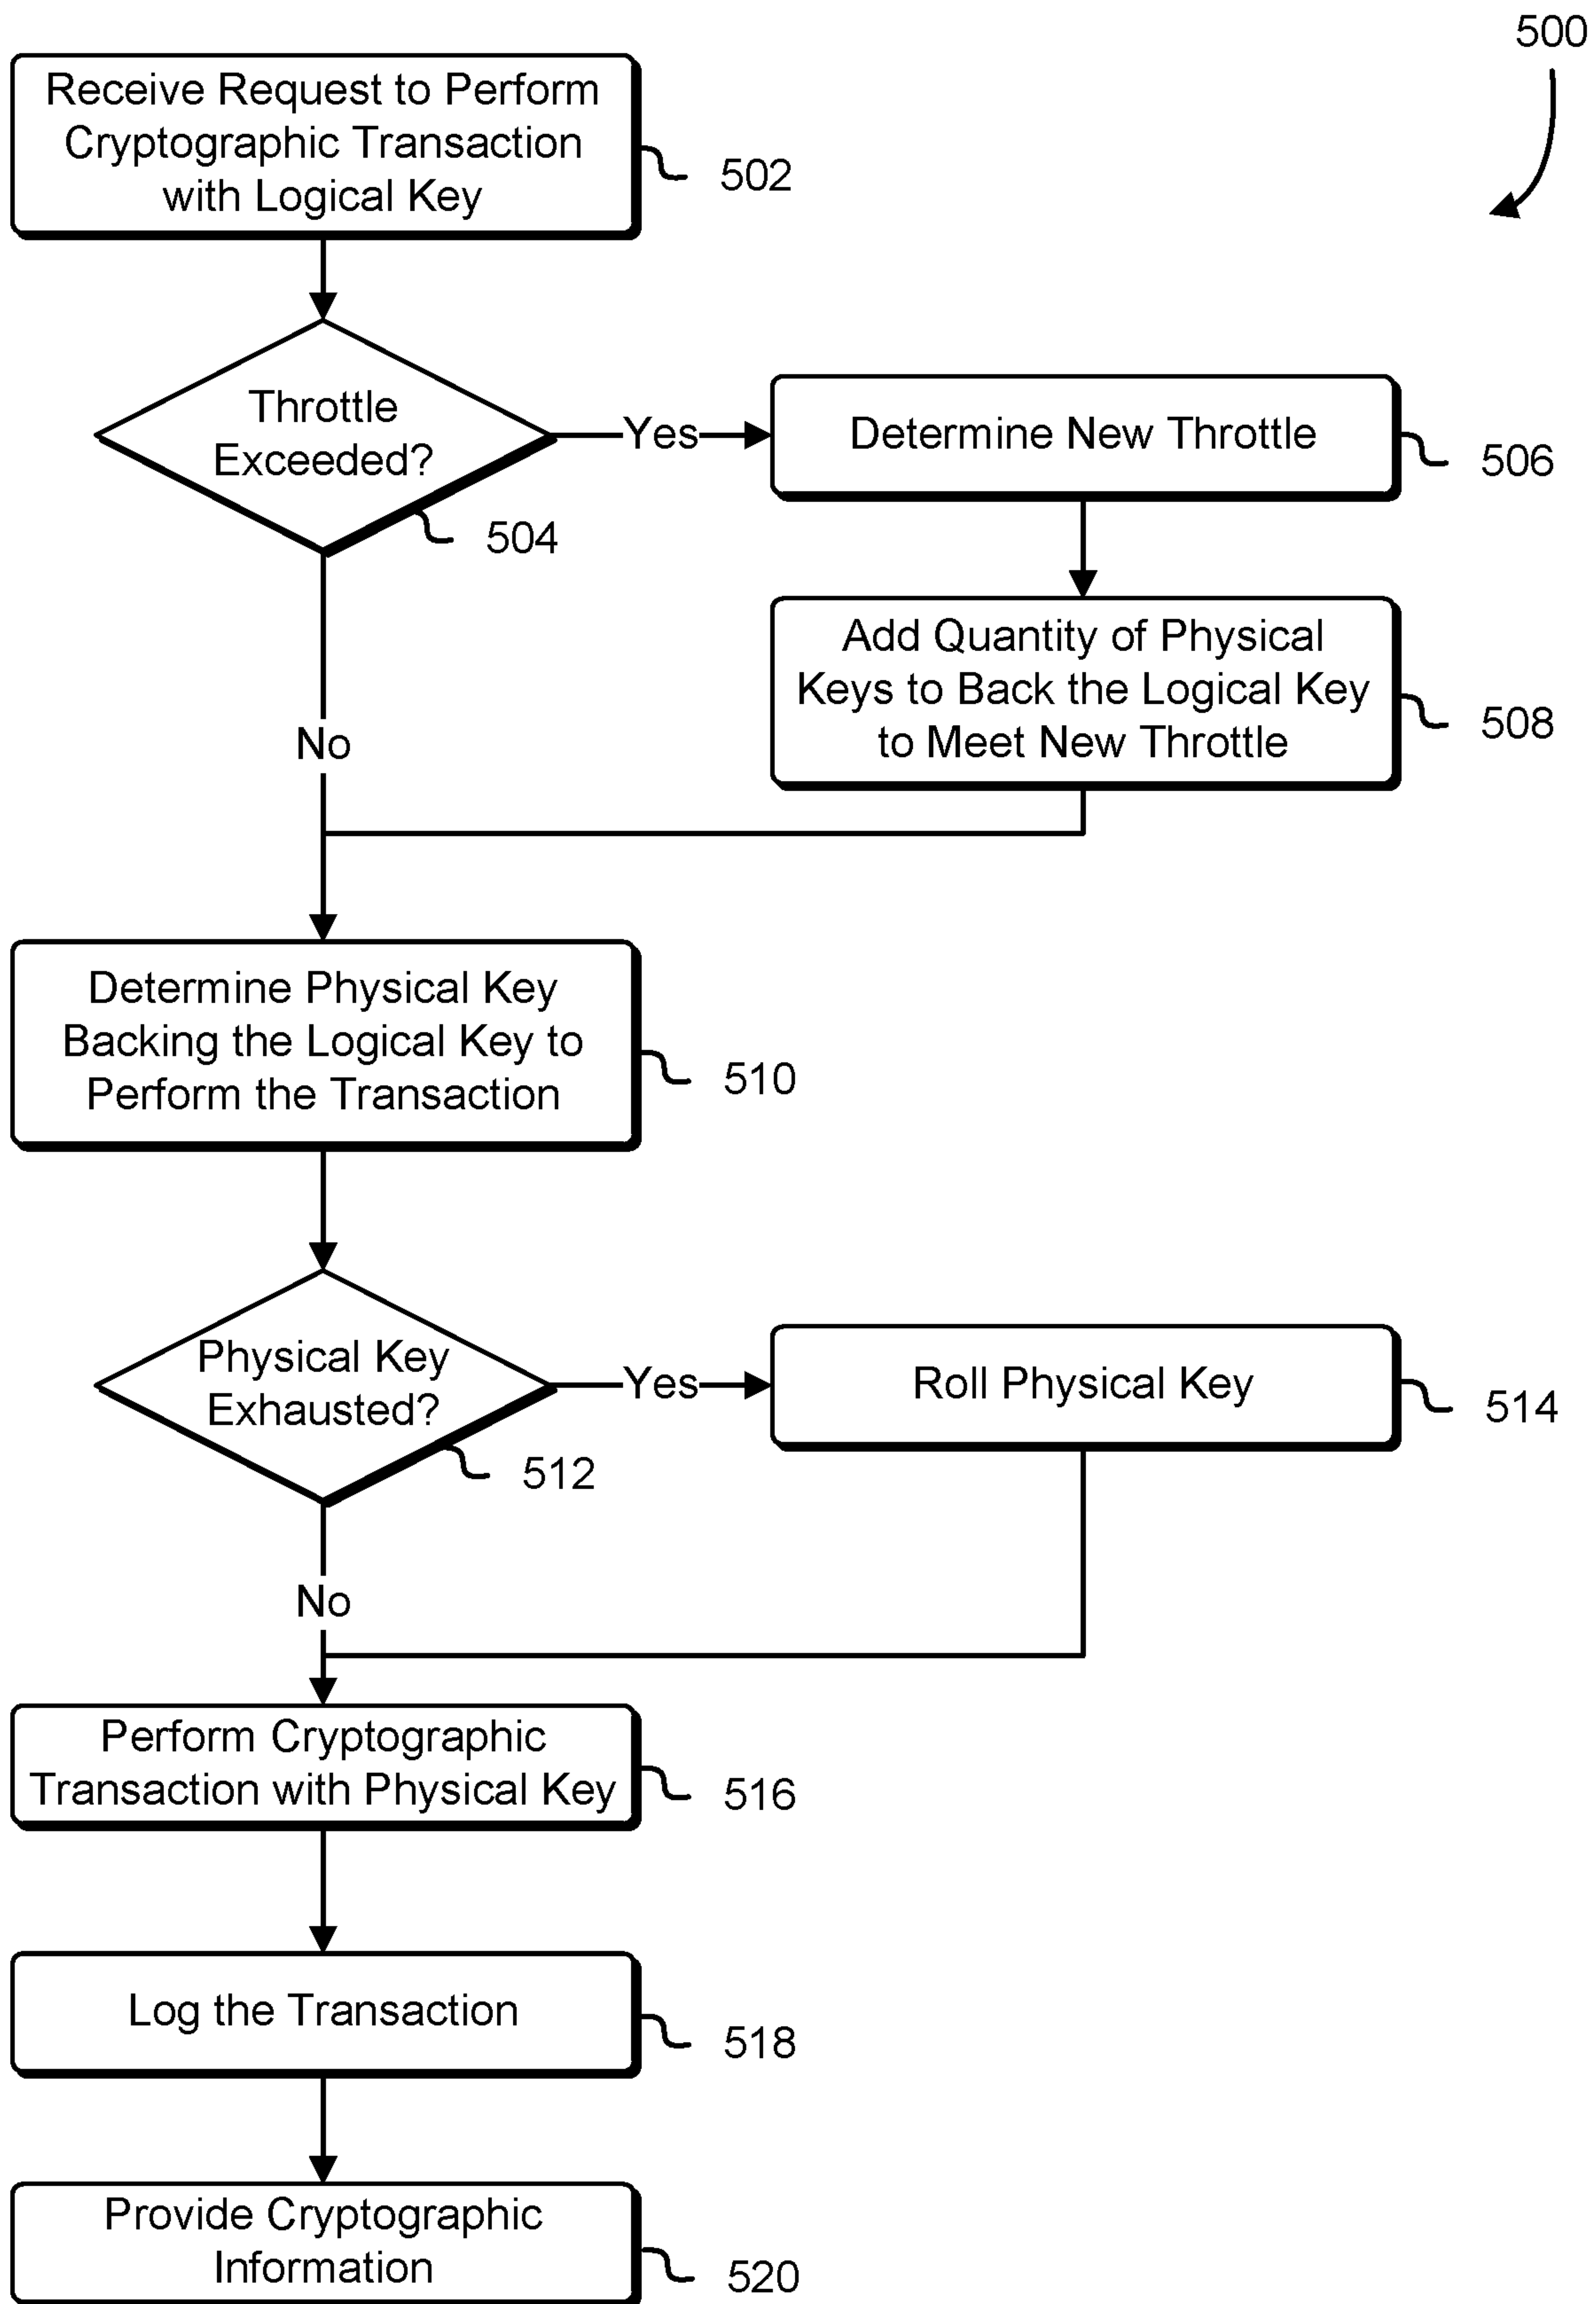 500
Receive Request to Perform
Cryptographic Transaction
with Logical Key
502
Throttle
Exceeded?
504
Yes
Determine New Throttle
506
Add Quantity of Physical
Keys to Back the Logical Key
to Meet New Throttle
508
No
Determine Physical Key
Backing the Logical Key to
Perform the Transaction
510
Physical Key
Exhausted?
512
Yes
Roll Physical Key
514
No
Perform Cryptographic
Transaction with Physical Key
516
Log the Transaction
518
Provide Cryptographic
Information
520